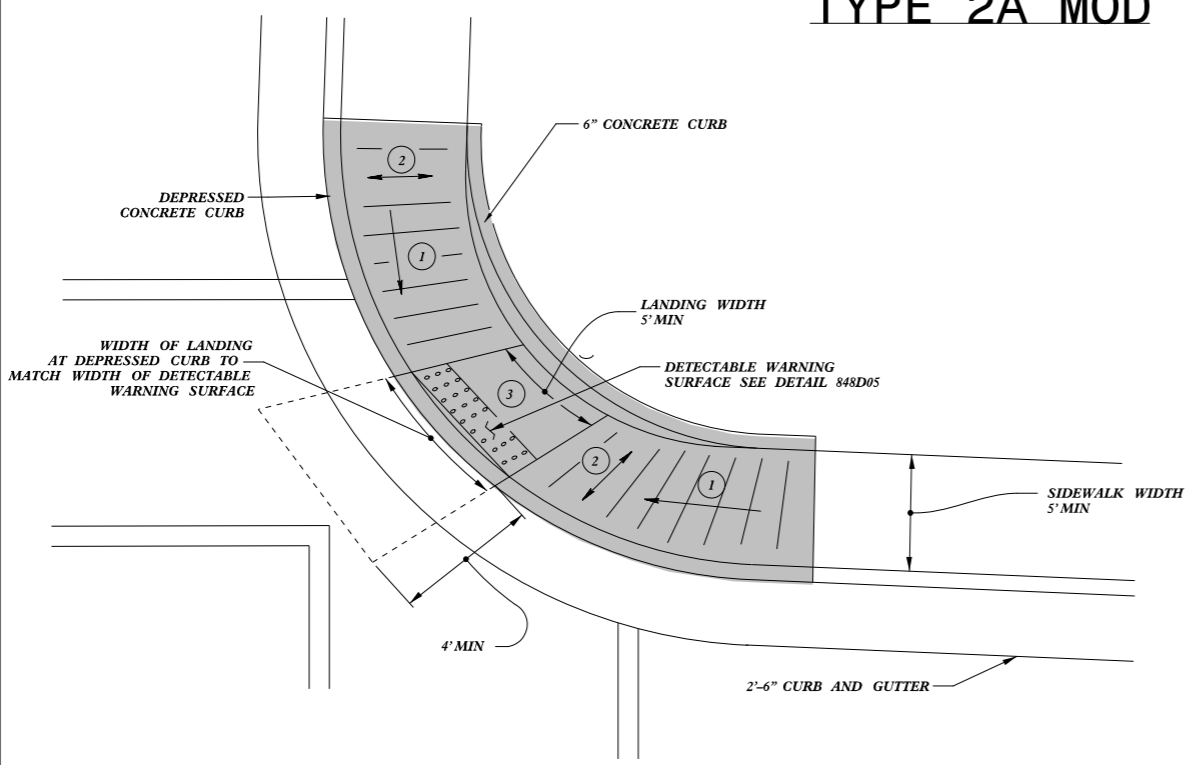 TYPE 2A MOD
6" CONCRETE CURB
2
DEPRESSED
CONCRETE CURB
1
LANDING WIDTH
5' MIN
WIDTH OF LANDING
AT DEPRESSED CURB TO
MATCH WIDTH OF DETECTABLE
WARNING SURFACE
DETECTABLE WARNING
SURFACE SEE DETAIL 848D05
3
2
1
SIDEWALK WIDTH
5' MIN
4' MIN
2'-6" CURB AND GUTTER